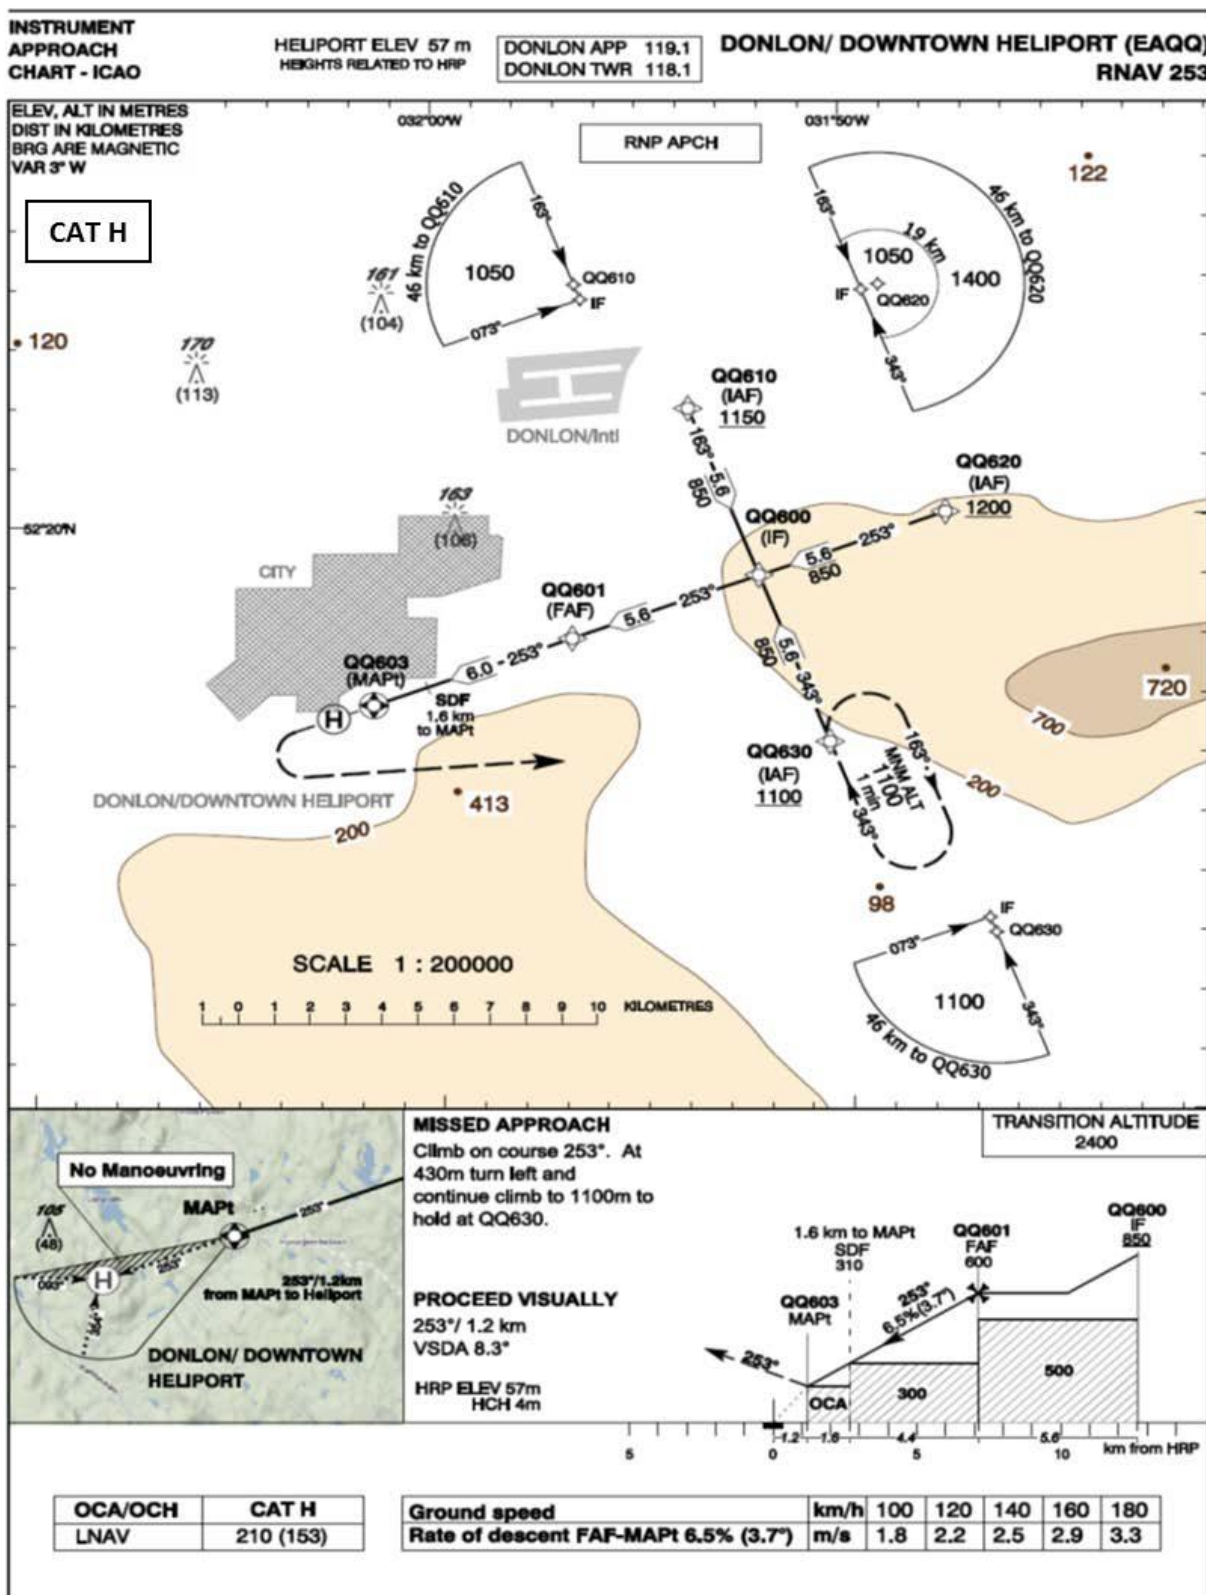 INSTRUMENT
APPROACH
CHART - ICAO
HELIPORT ELEV 57 m
HEIGHTS RELATED TO HRP
DONLON APP 119.1
DONLON TWR 118.1
DONLON/ DOWNTOWN HELIPORT (EAQQ)
RNAV 253
ELEV, ALT IN METRES
DIST IN KILOMETRES
BRG ARE MAGNETIC
VAR 3° W
CAT H
032°00'W
031°50'W
RNP APCH
122
46 km to QQ610
163°
1050
QQ610
IF
073°
163°
46 km to QQ620
19 km
1050
1400
IF
QQ620
343°
161
(104)
120
170
(113)
DONLON/Intl
QQ610
(IAF)
1150
163°-5.6
850
QQ620
(IAF)
1200
52°20'N
163
(106)
QQ600
(IF)
5.6 253°
850
CITY
QQ601
(FAF)
5.6 253°
850
5.6-343°
QQ603
(MAPt)
6.0 - 253°
SDF
1.6 km
to MAPt
H
720
700
QQ630
(IAF)
1100
163°
MNM ALT
1100
1 min
343°
200
DONLON/DOWNTOWN HELIPORT
413
200
98
IF
QQ630
073°
1100
343°
46 km to QQ630
SCALE 1 : 200000
1 0 1 2 3 4 5 6 7 8 9 10 KILOMETRES
No Manoeuvring
105
(48)
MAPt
253°
093°
H
253°
364°
253°/1.2km
from MAPt to Heliport
DONLON/ DOWNTOWN
HELIPORT
MISSED APPROACH
Climb on course 253°. At
430m turn left and
continue climb to 1100m to
hold at QQ630.
PROCEED VISUALLY
253°/ 1.2 km
VSDA 8.3°
HRP ELEV 57m
HCH 4m
TRANSITION ALTITUDE
2400
QQ600
IF
850
1.6 km to MAPt
SDF
310
QQ601
FAF
600
QQ603
MAPt
253°
6.5%(3.7°)
253°
OCA
300
500
1.2 1.6 4.4 5.6
5 0 5 10 km from HRP
OCA/OCH CAT H
LNAV 210 (153)
Ground speed km/h 100 120 140 160 180
Rate of descent FAF-MAPt 6.5% (3.7°) m/s 1.8 2.2 2.5 2.9 3.3